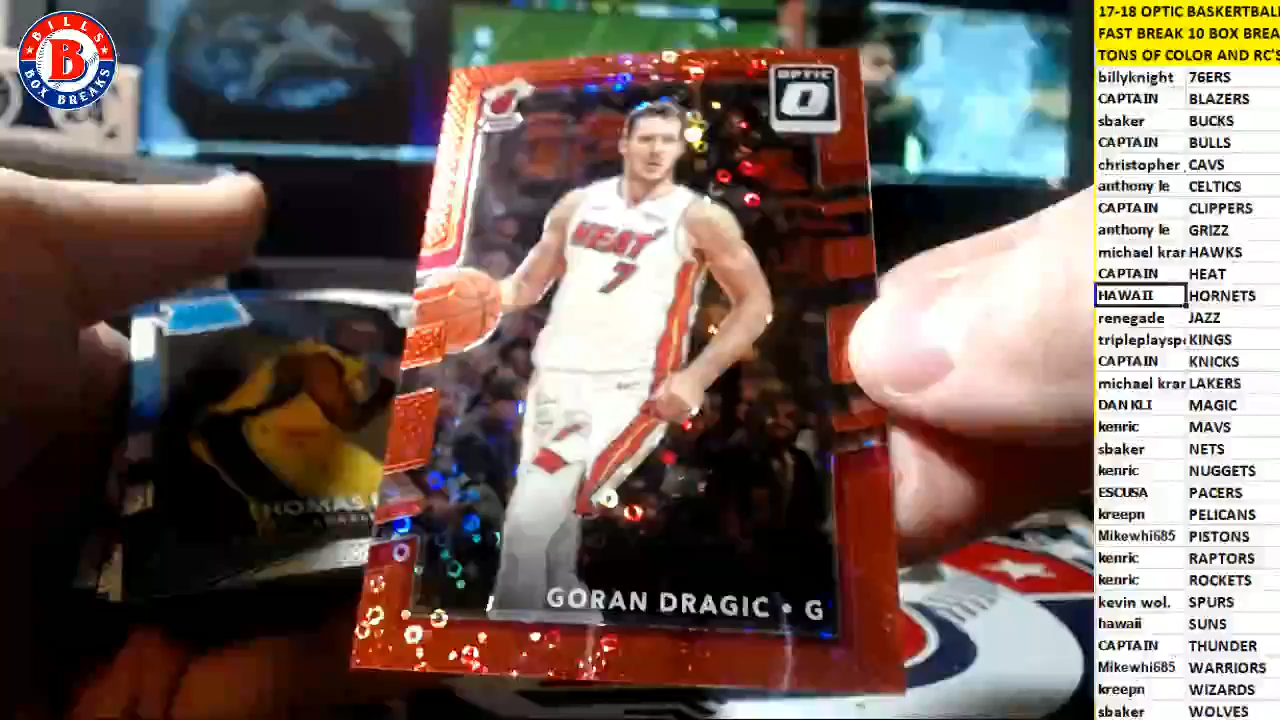 BILLS
B
BOX BREAKS
OPTIC
HEAT
7
GORAN DRAGIC • G
THOMAS
17-18 OPTIC BASKERTBALL
FAST BREAK 10 BOX BREA
TONS OF COLOR AND RC'S
billyknight 76ERS
CAPTAIN BLAZERS
sbaker BUCKS
CAPTAIN BULLS
christopher CAVS
anthony le CELTICS
CAPTAIN CLIPPERS
anthony le GRIZZ
michael krar HAWKS
CAPTAIN HEAT
HAWAII HORNETS
renegade JAZZ
tripleplayspo KINGS
CAPTAIN KNICKS
michael krar LAKERS
DAN KLI MAGIC
kenric MAVS
sbaker NETS
kenric NUGGETS
ESCUSA PACERS
kreepn PELICANS
Mikewhi685 PISTONS
kenric RAPTORS
kenric ROCKETS
kevin wol. SPURS
hawaii SUNS
CAPTAIN THUNDER
Mikewhi685 WARRIORS
kreepn WIZARDS
sbaker WOLVES